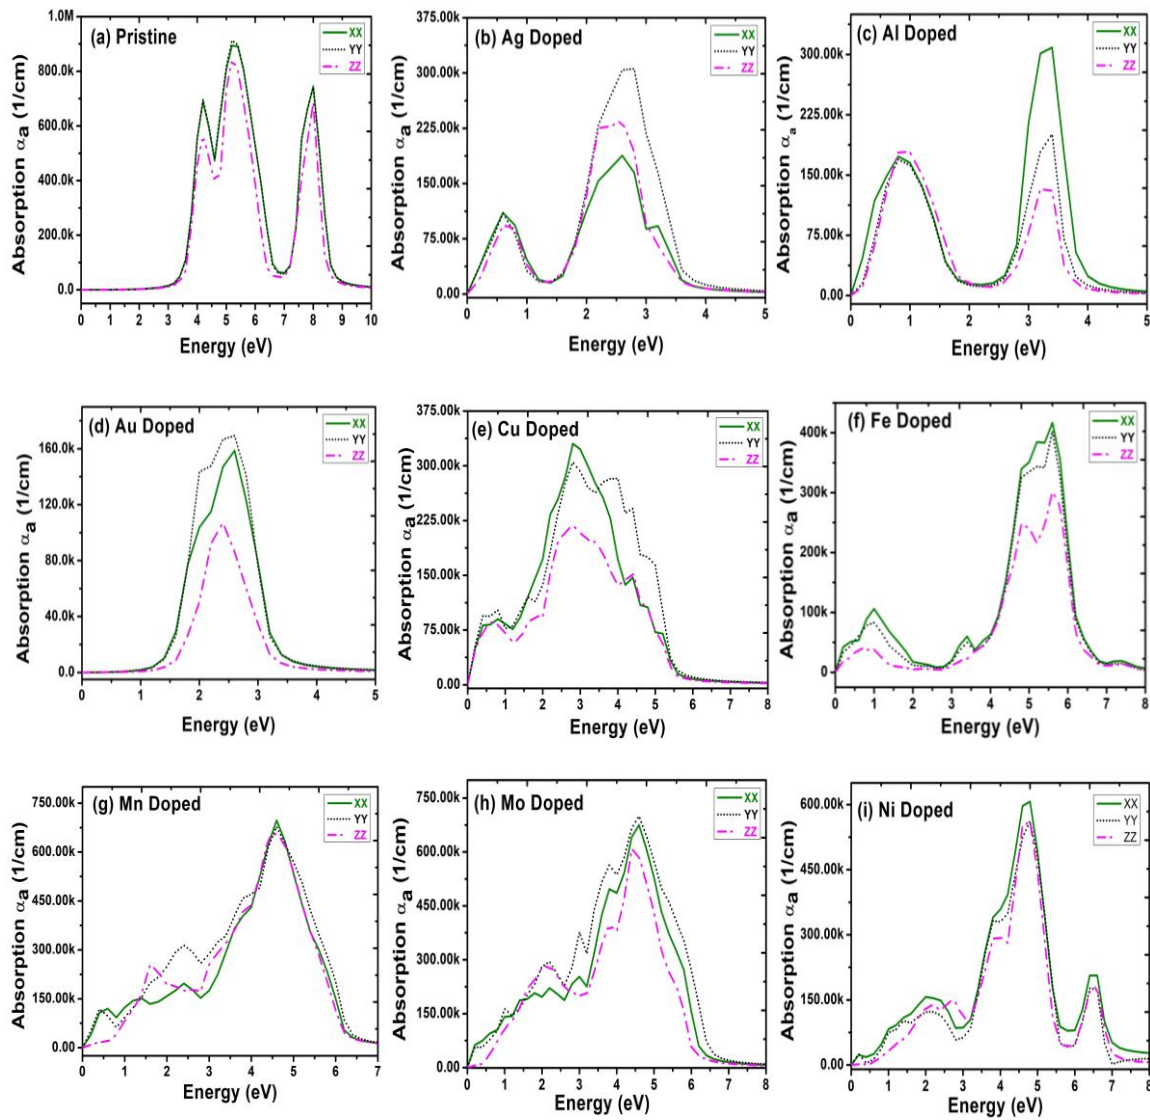 (a) Pristine
XX
YY
ZZ
1.0M
800.0k
600.0k
400.0k
200.0k
0.0
Absorption αa (1/cm)
0 1 2 3 4 5 6 7 8 9 10
Energy (eV)
(b) Ag Doped
XX
YY
ZZ
375.00k
300.00k
225.00k
150.00k
75.00k
0.00
Absorption αa (1/cm)
0 1 2 3 4 5
Energy (eV)
(c) Al Doped
XX
YY
ZZ
300.00k
225.00k
150.00k
75.00k
0.00
Absorption αa (1/cm)
0 1 2 3 4 5
Energy (eV)
(d) Au Doped
XX
YY
ZZ
160.0k
120.0k
80.0k
40.0k
0.0
Absorption αa (1/cm)
0 1 2 3 4 5
Energy (eV)
(e) Cu Doped
XX
YY
ZZ
375.00k
300.00k
225.00k
150.00k
75.00k
0.00
Absorption αa (1/cm)
0 1 2 3 4 5 6 7 8
Energy (eV)
(f) Fe Doped
XX
YY
ZZ
400k
300k
200k
100k
0
Absorption αa (1/cm)
0 1 2 3 4 5 6 7 8
Energy (eV)
(g) Mn Doped
XX
YY
ZZ
750.00k
600.00k
450.00k
300.00k
150.00k
0.00
Absorption αa (1/cm)
0 1 2 3 4 5 6 7
Energy (eV)
(h) Mo Doped
XX
YY
ZZ
750.00k
600.00k
450.00k
300.00k
150.00k
0.00
Absorption αa (1/cm)
0 1 2 3 4 5 6 7 8
Energy (eV)
(i) Ni Doped
XX
YY
ZZ
600.00k
450.00k
300.00k
150.00k
0.00
Absorption αa (1/cm)
0 1 2 3 4 5 6 7 8
Energy (eV)